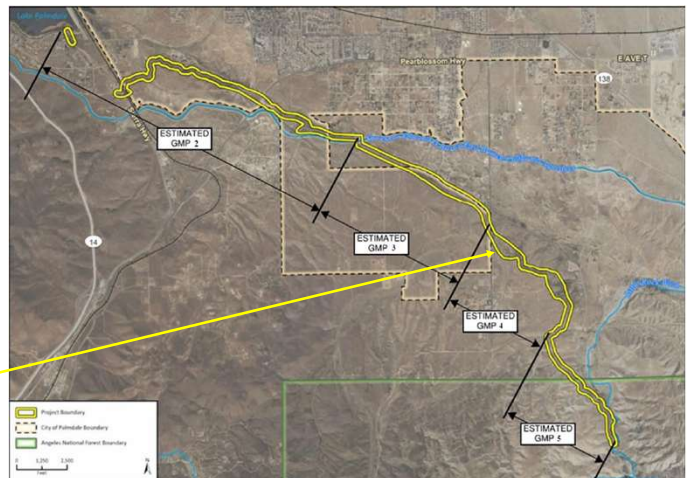 Lake Palmdale
Pearblossom Hwy
E AVE T
138
ESTIMATED
GMP 2
ESTIMATED
GMP 3
14
ESTIMATED
GMP 4
ESTIMATED
GMP 5
Project Boundary
City of Palmdale Boundary
Angeles National Forest Boundary
0 1,250 2,500
Feet
N